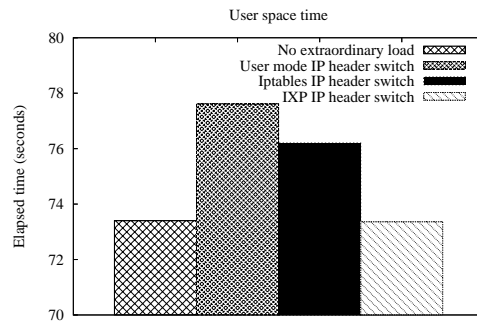 User space time
80
78
76
74
72
70
Elapsed time (seconds)
No extraordinary load
User mode IP header switch
Iptables IP header switch
IXP IP header switch